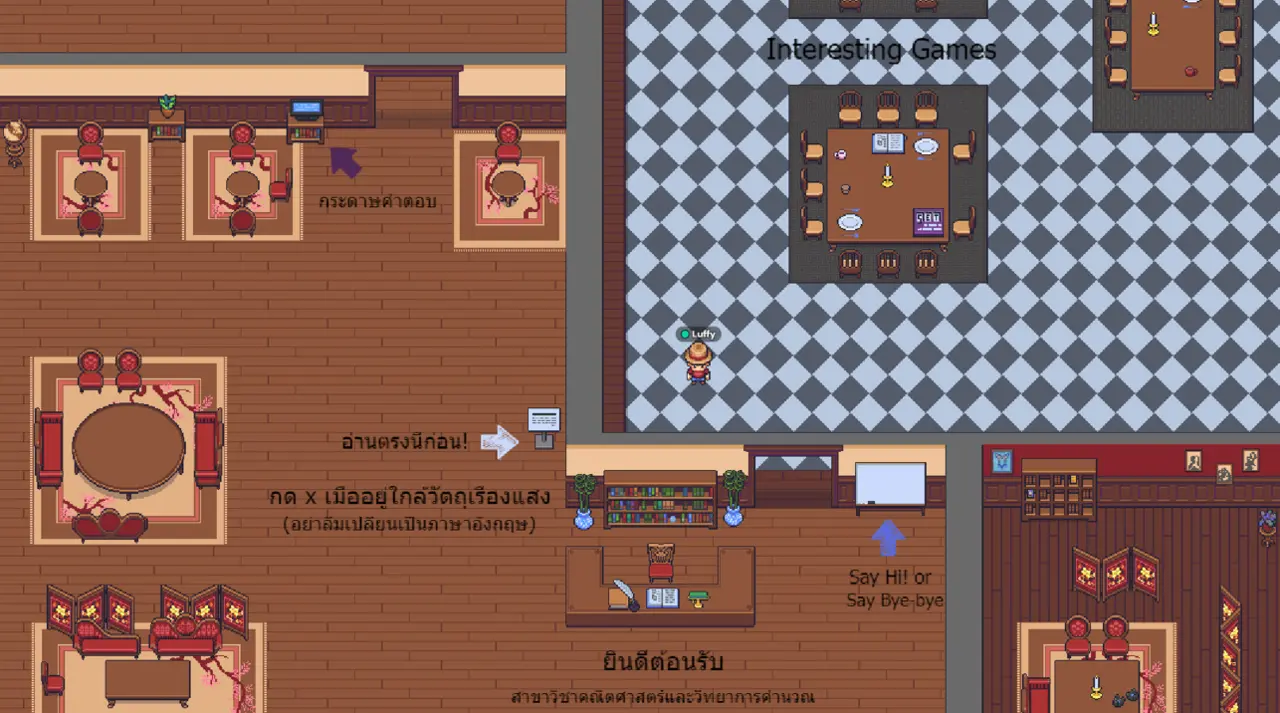 Interesting Games
กระดาษคำตอบ
SET
Luffy
อ่านตรงนี้ก่อน!
กด x เมื่ออยู่ใกล้วัตถุเรืองแสง
(อย่าลืมเปลี่ยนเป็นภาษาอังกฤษ)
Say Hi! or
Say Bye-bye
ยินดีต้อนรับ
สาขาวิชาคณิตศาสตร์และวิทยาการคำนวณ